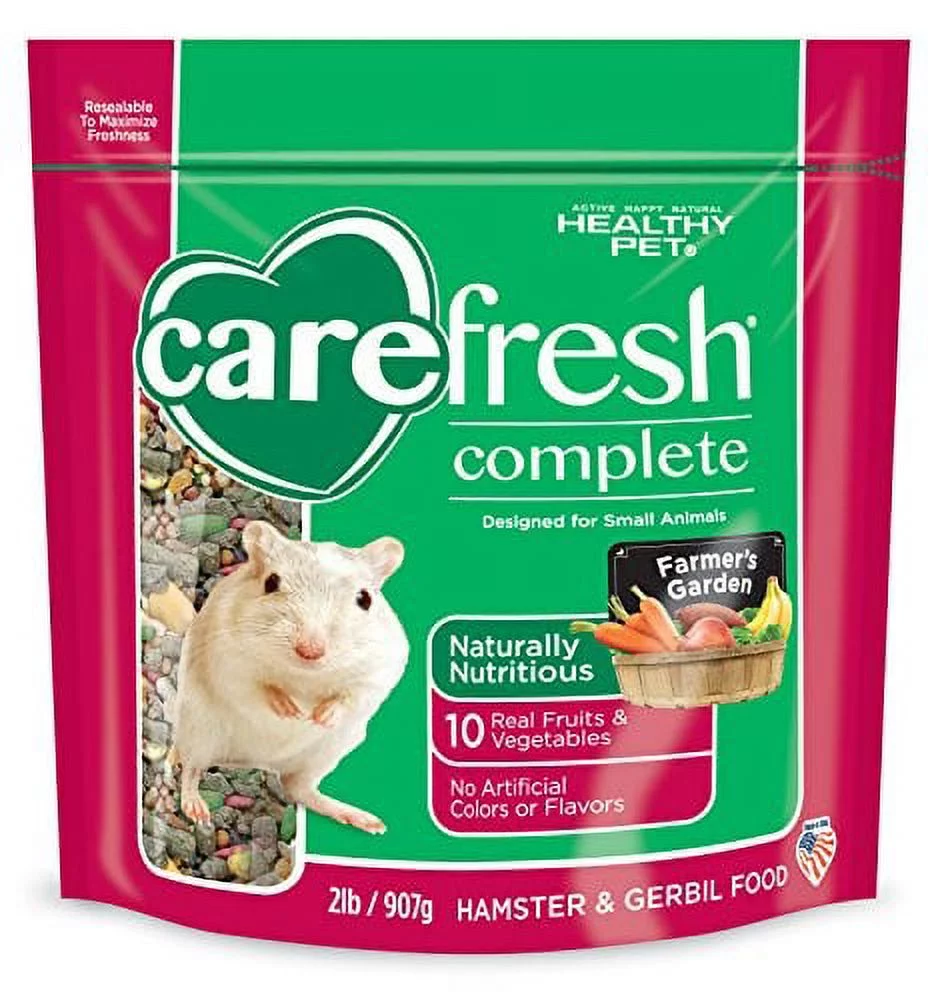 Resealable
To Maximize
Freshness
ACTIVE HAPPY NATURAL
HEALTHY
PET®
carefresh®
complete
Designed for Small Animals
Farmer's
Garden
Naturally
Nutritious
10 Real Fruits &
Vegetables
No Artificial
Colors or Flavors
2lb / 907g HAMSTER & GERBIL FOOD